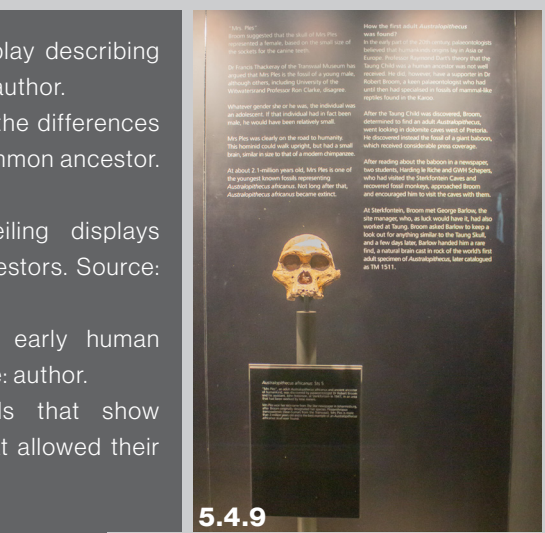 play describing
author.
the differences
mmon ancestor.
eiling displays
estors. Source:
early human
e: author.
ls that show
t allowed their
"Mrs. Ples"
Broom suggested that the skull of Mrs Ples
represented a female, based on the small size of
the sockets for the canine teeth.
Dr Francis Thackeray of the Transvaal Museum has
argued that Mrs Ples is the fossil of a young male,
although others, including University of the
Witwatersrand Professor Ron Clarke, disagree.
Whatever gender she or he was, the individual was
an adolescent. If that individual had in fact been
male, he would have been relatively small.
Mrs Ples was clearly on the road to humanity.
This hominid could walk upright, but had a small
brain, similar in size to that of a modern chimpanzee.
At about 2.1-million years old, Mrs Ples is one of
the youngest known fossils representing
Australopithecus africanus. Not long after that,
Australopithecus africanus became extinct.
How the first adult Australopithecus
was found?
In the early part of the 20th century, palaeontologists
believed that human origins lay in Asia or
Europe. Professor Raymond Dart's theory that the
Taung Child was a human ancestor was not well
received. He did, however, have a supporter in Dr
Robert Broom, a keen palaeontologist who had
until then had specialised in fossils of mammal-like
reptiles found in the Karoo.
After the Taung Child was discovered, Broom,
determined to find an adult Australopithecus,
went looking in dolomite caves west of Pretoria.
He discovered instead the fossil of a giant baboon,
which received considerable press coverage.
After reading about the baboon in a newspaper,
two students, Harding le Riche and GWH Schepers,
who had visited the Sterkfontein Caves and
recovered fossil monkeys, approached Broom
and encouraged him to visit the caves with them.
At Sterkfontein, Broom met George Barlow, the
site manager, who, as luck would have it, had also
worked at Taung. Broom asked Barlow to keep a
look out for anything similar to the Taung Skull,
and a few days later, Barlow handed him a rare
find, a natural brain cast in rock of the world's first
adult specimen of Australopithecus, later catalogued
as TM 1511.
Australopithecus africanus: Sts 5
5.4.9